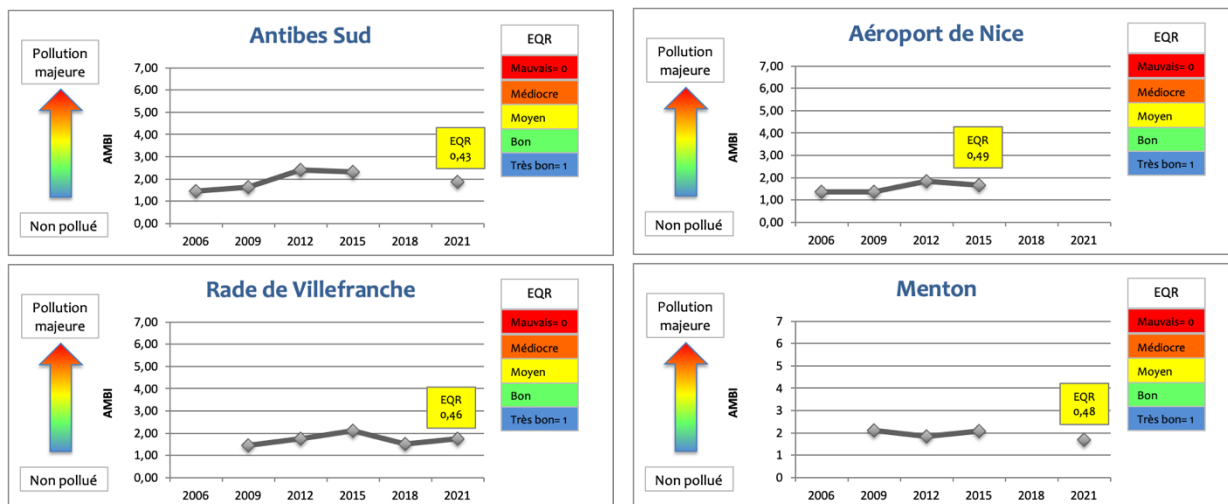 Antibes Sud
Pollution
majeure
Non pollué
AMBI
7,00
6,00
5,00
4,00
3,00
2,00
1,00
0,00
2006 2009 2012 2015 2018 2021
EQR
0,43
EQR
Mauvais= 0
Médiocre
Moyen
Bon
Très bon= 1
Aéroport de Nice
Pollution
majeure
Non pollué
AMBI
7,00
6,00
5,00
4,00
3,00
2,00
1,00
0,00
2006 2009 2012 2015 2018 2021
EQR
0,49
EQR
Mauvais= 0
Médiocre
Moyen
Bon
Très bon= 1
Rade de Villefranche
Pollution
majeure
Non pollué
AMBI
7,00
6,00
5,00
4,00
3,00
2,00
1,00
0,00
2006 2009 2012 2015 2018 2021
EQR
0,46
EQR
Mauvais= 0
Médiocre
Moyen
Bon
Très bon= 1
Menton
Pollution
majeure
Non pollué
AMBI
7
6
5
4
3
2
1
0
2006 2009 2012 2015 2018 2021
EQR
0,48
EQR
Mauvais= 0
Médiocre
Moyen
Bon
Très bon= 1